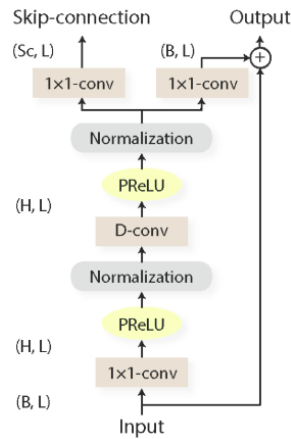 Skip-connection Output
(Sc, L) (B, L)
1×1-conv 1×1-conv
Normalization
PReLU
(H, L)
D-conv
Normalization
PReLU
(H, L)
1×1-conv
(B, L)
Input